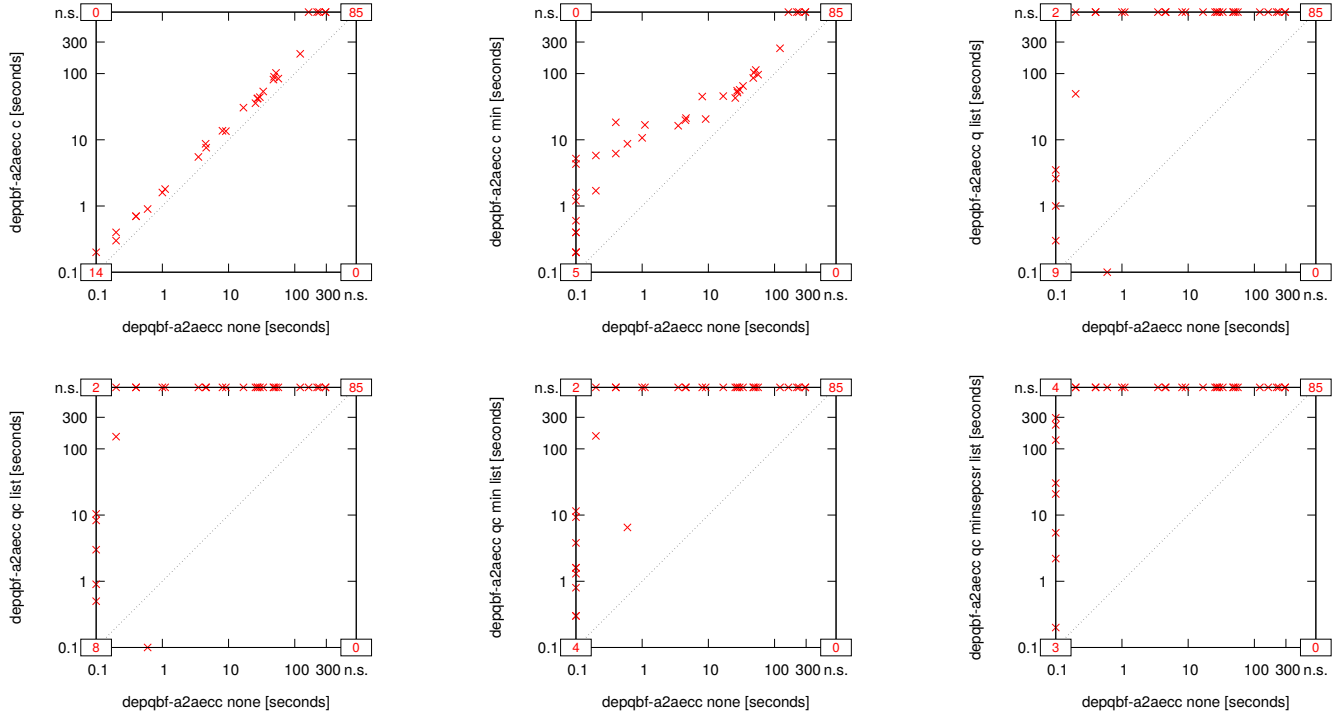 n.s. 0 85
300
100
10
1
0.1 14 0
0.1 1 10 100 300 n.s.
depqbf-a2aecc c [seconds]
depqbf-a2aecc none [seconds]
n.s. 0 85
300
100
10
1
0.1 5 0
0.1 1 10 100 300 n.s.
depqbf-a2aecc c min [seconds]
depqbf-a2aecc none [seconds]
n.s. 2 85
300
100
10
1
0.1 9 0
0.1 1 10 100 300 n.s.
depqbf-a2aecc q list [seconds]
depqbf-a2aecc none [seconds]
n.s. 2 85
300
100
10
1
0.1 8 0
0.1 1 10 100 300 n.s.
depqbf-a2aecc qc list [seconds]
depqbf-a2aecc none [seconds]
n.s. 2 85
300
100
10
1
0.1 4 0
0.1 1 10 100 300 n.s.
depqbf-a2aecc qc min list [seconds]
depqbf-a2aecc none [seconds]
n.s. 4 85
300
100
10
1
0.1 3 0
0.1 1 10 100 300 n.s.
depqbf-a2aecc qc minsepcsr list [seconds]
depqbf-a2aecc none [seconds]